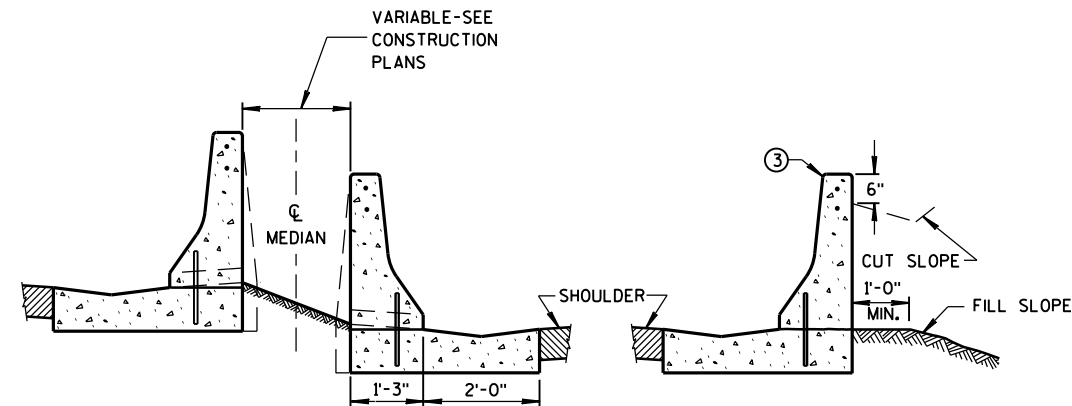 VARIABLE-SEE
CONSTRUCTION
PLANS
℄
MEDIAN
SHOULDER
1'-3"
2'-0"
3
6"
CUT SLOPE
1'-0"
MIN.
FILL SLOPE